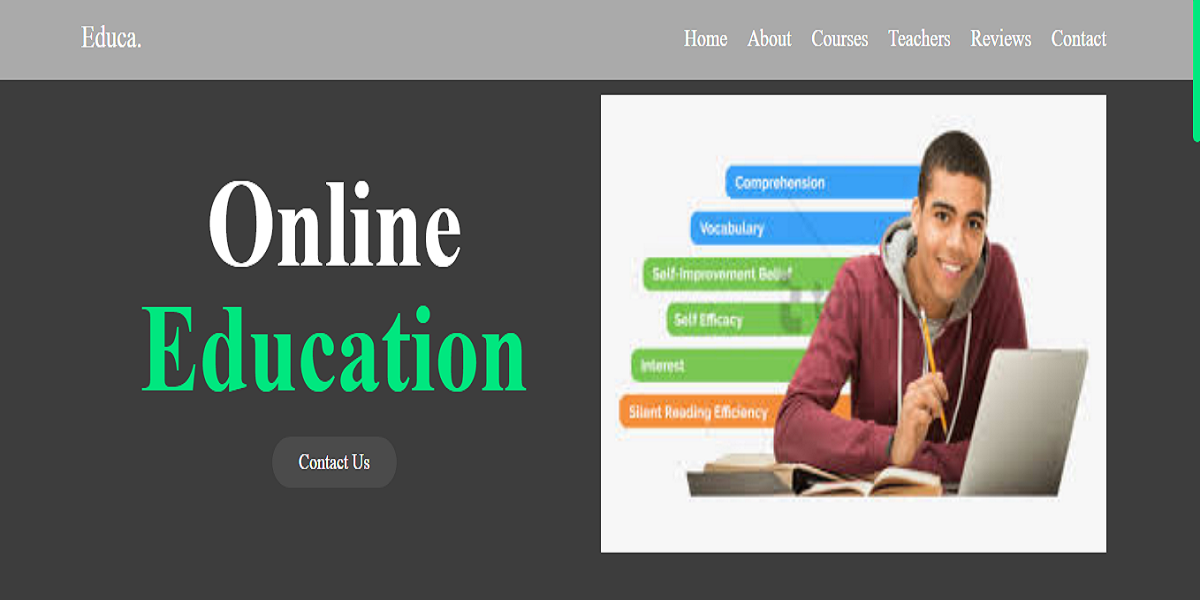 Educa.
Home About Courses Teachers Reviews Contact
Online
Education
Contact Us
Comprehension
Vocabulary
Self-Improvement Belief
Self Efficacy
Interest
Silent Reading Efficiency